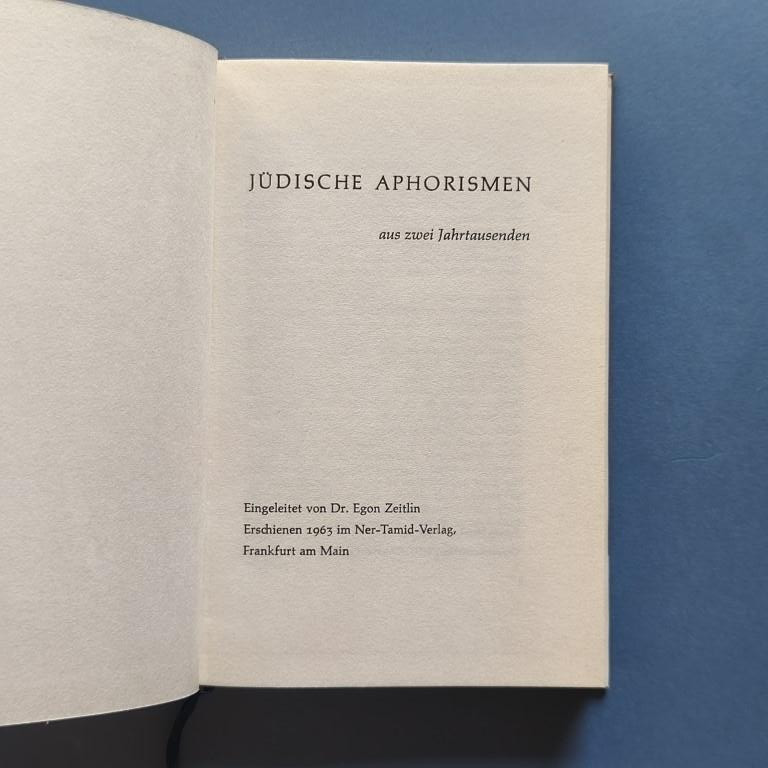 JÜDISCHE APHORISMEN
aus zwei Jahrtausenden
Eingeleitet von Dr. Egon Zeitlin
Erschienen 1963 im Ner-Tamid-Verlag,
Frankfurt am Main